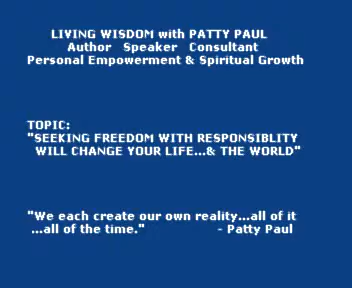 LIVING WISDOM with PATTY PAUL
Author Speaker Consultant
Personal Empowerment & Spiritual Growth
TOPIC:
"SEEKING FREEDOM WITH RESPONSIBLITY
WILL CHANGE YOUR LIFE...& THE WORLD"
"We each create our own reality...all of it
...all of the time." - Patty Paul